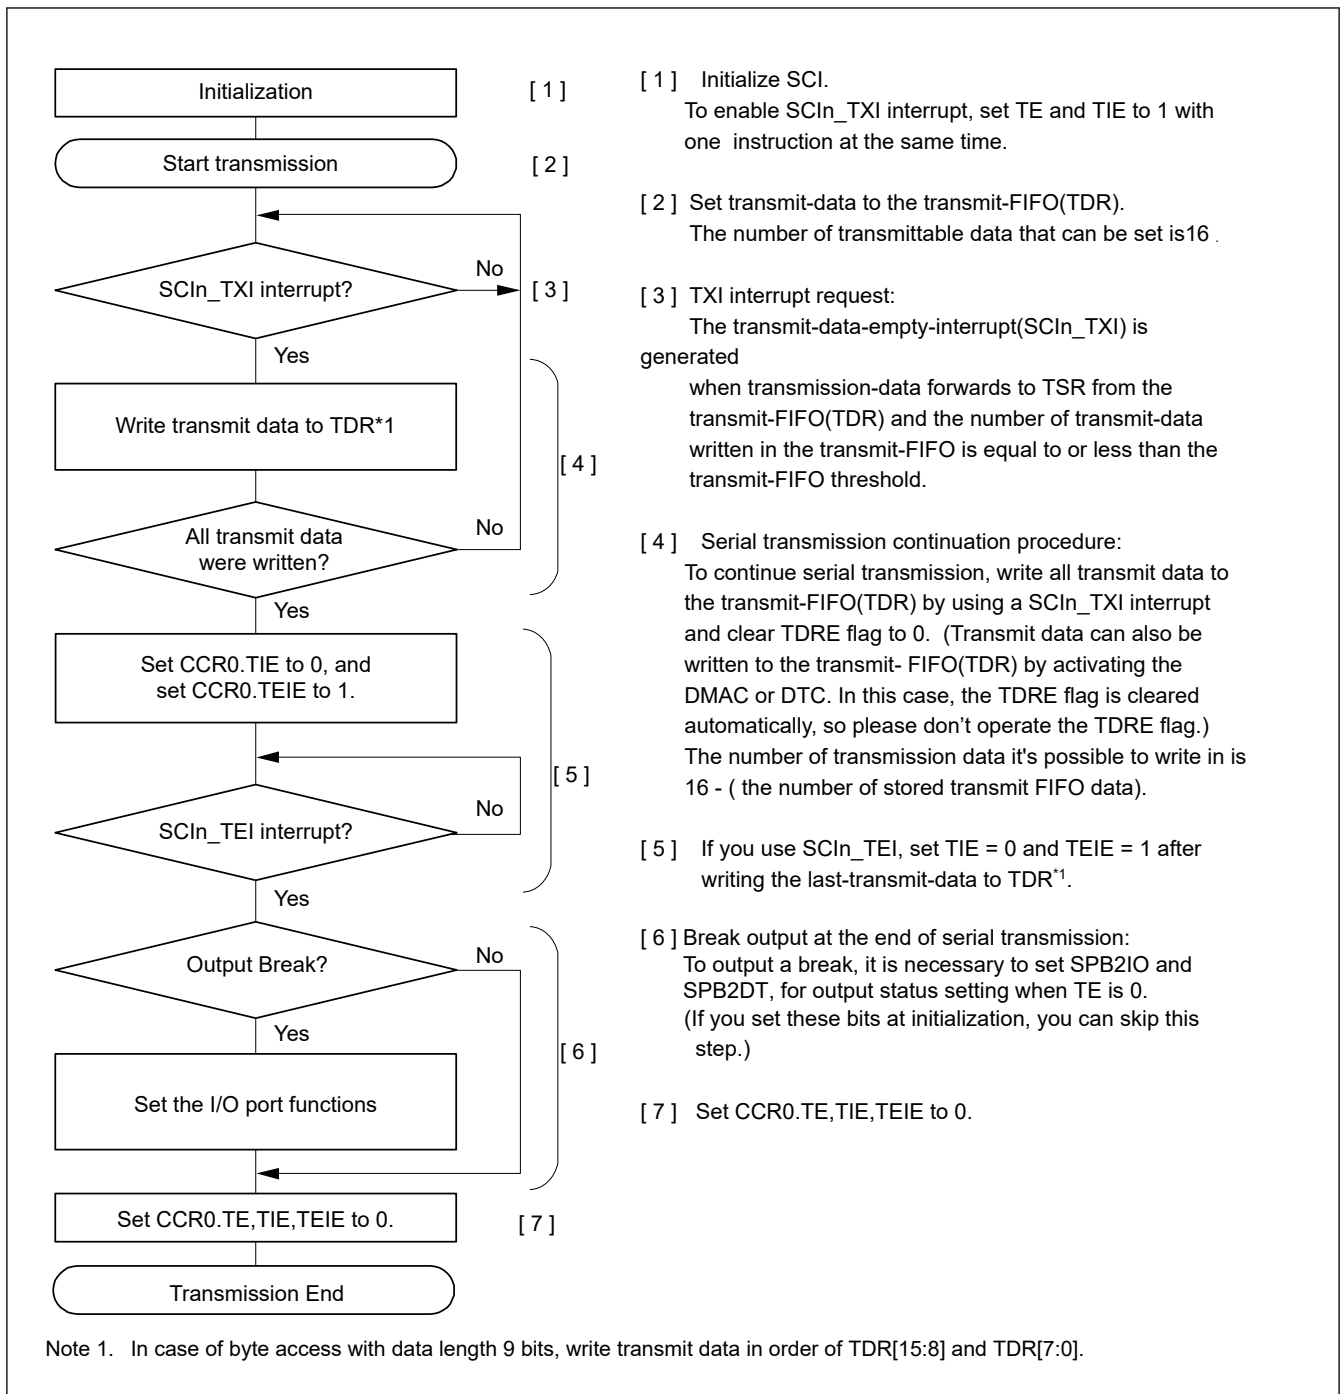 Initialization
[ 1 ]
Start transmission
[ 2 ]
SCIn_TXI interrupt?
No
[ 3 ]
Yes
Write transmit data to TDR*1
[ 4 ]
All transmit data
were written?
No
Yes
Set CCR0.TIE to 0, and
set CCR0.TEIE to 1.
[ 5 ]
SCIn_TEI interrupt?
No
Yes
Output Break?
No
Yes
[ 6 ]
Set the I/O port functions
Set CCR0.TE,TIE,TEIE to 0.
[ 7 ]
Transmission End
[ 1 ] Initialize SCI.
To enable SCIn_TXI interrupt, set TE and TIE to 1 with
one instruction at the same time.
[ 2 ] Set transmit-data to the transmit-FIFO(TDR).
The number of transmittable data that can be set is16 .
[ 3 ] TXI interrupt request:
The transmit-data-empty-interrupt(SCIn_TXI) is
generated
when transmission-data forwards to TSR from the
transmit-FIFO(TDR) and the number of transmit-data
written in the transmit-FIFO is equal to or less than the
transmit-FIFO threshold.
[ 4 ] Serial transmission continuation procedure:
To continue serial transmission, write all transmit data to
the transmit-FIFO(TDR) by using a SCIn_TXI interrupt
and clear TDRE flag to 0. (Transmit data can also be
written to the transmit- FIFO(TDR) by activating the
DMAC or DTC. In this case, the TDRE flag is cleared
automatically, so please don’t operate the TDRE flag.)
The number of transmission data it's possible to write in is
16 - ( the number of stored transmit FIFO data).
[ 5 ] If you use SCIn_TEI, set TIE = 0 and TEIE = 1 after
writing the last-transmit-data to TDR*1.
[ 6 ] Break output at the end of serial transmission:
To output a break, it is necessary to set SPB2IO and
SPB2DT, for output status setting when TE is 0.
(If you set these bits at initialization, you can skip this
step.)
[ 7 ] Set CCR0.TE,TIE,TEIE to 0.
Note 1. In case of byte access with data length 9 bits, write transmit data in order of TDR[15:8] and TDR[7:0].